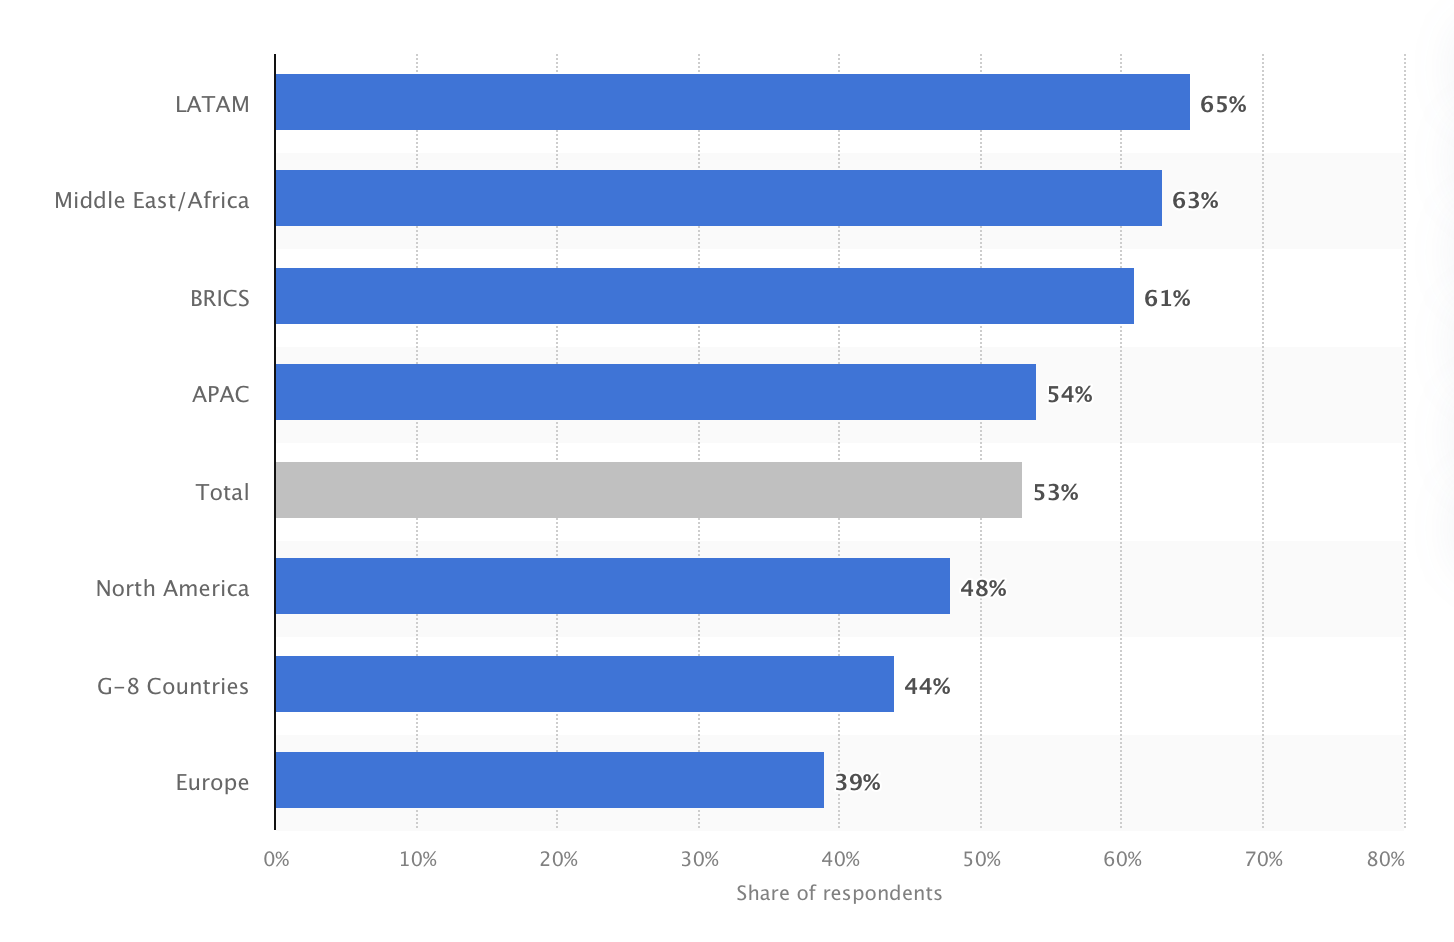 LATAM
65%
Middle East/Africa
63%
BRICS
61%
APAC
54%
Total
53%
North America
48%
G-8 Countries
44%
Europe
39%
0% 10% 20% 30% 40% 50% 60% 70% 80%
Share of respondents